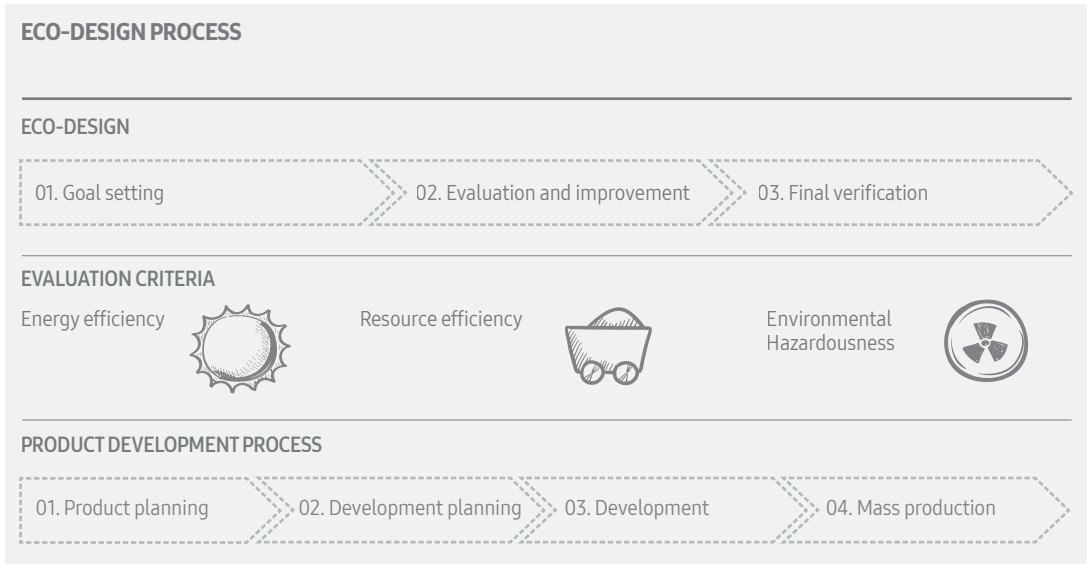 ECO-DESIGN PROCESS
ECO-DESIGN
01. Goal setting
02. Evaluation and improvement
03. Final verification
EVALUATION CRITERIA
Energy efficiency
Resource efficiency
Environmental
Hazardousness
PRODUCT DEVELOPMENT PROCESS
01. Product planning
02. Development planning
03. Development
04. Mass production